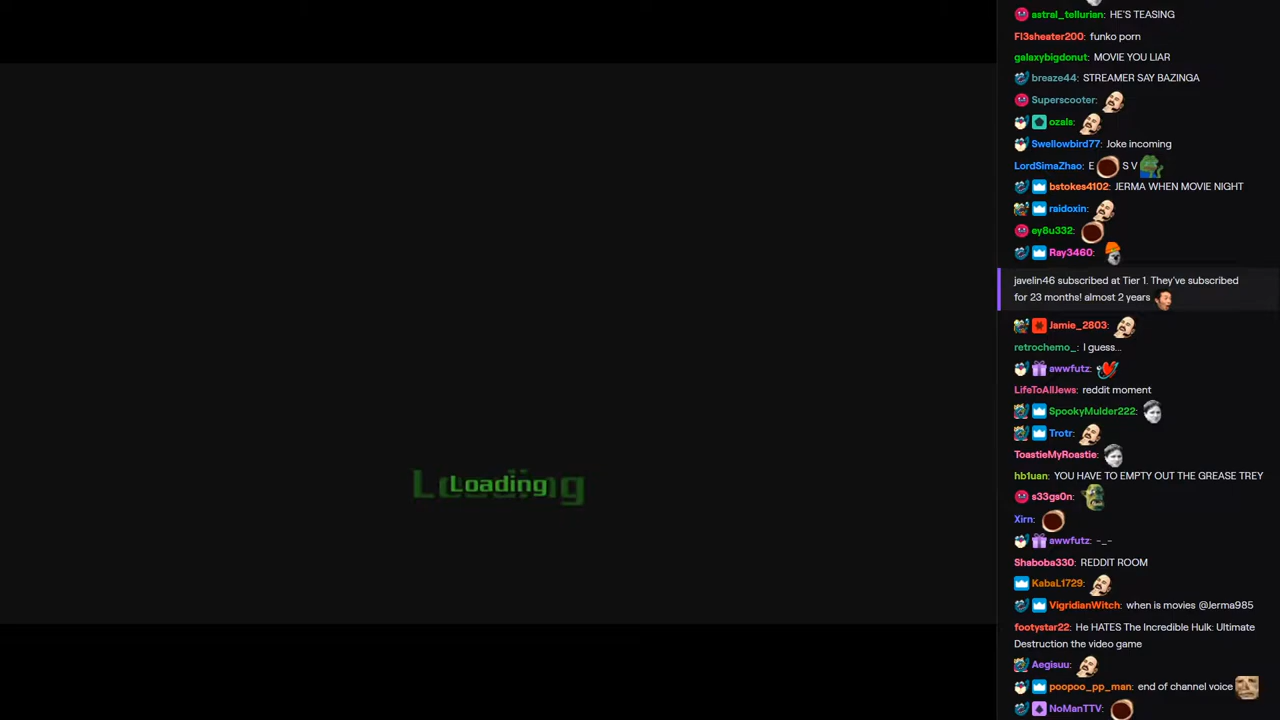 astral_tellurian: HE'S TEASING
Fl3sheater200: funko porn
galaxybigdonut: MOVIE YOU LIAR
breaze44: STREAMER SAY BAZINGA
Superscooter:
ozals:
Swellowbird77: Joke incoming
LordSimaZhao: E S V
bstokes4102: JERMA WHEN MOVIE NIGHT
raidoxin:
ey8u332:
Ray3460:
javelin46 subscribed at Tier 1. They've subscribed
for 23 months! almost 2 years
Jamie_2803:
retrochemo_: I guess...
awwfutz:
LifeToAllJews: reddit moment
SpookyMulder222:
Trotr:
ToastieMyRoastie:
hb1uan: YOU HAVE TO EMPTY OUT THE GREASE TREY
s33gs0n:
Xirn:
awwfutz: -_-
Shaboba330: REDDIT ROOM
KabaL1729:
VigridianWitch: when is movies @Jerma985
footystar22: He HATES The Incredible Hulk: Ultimate
Destruction the video game
Aegisuu:
poopoo_pp_man: end of channel voice
NoManTTV:
Loading
Loading